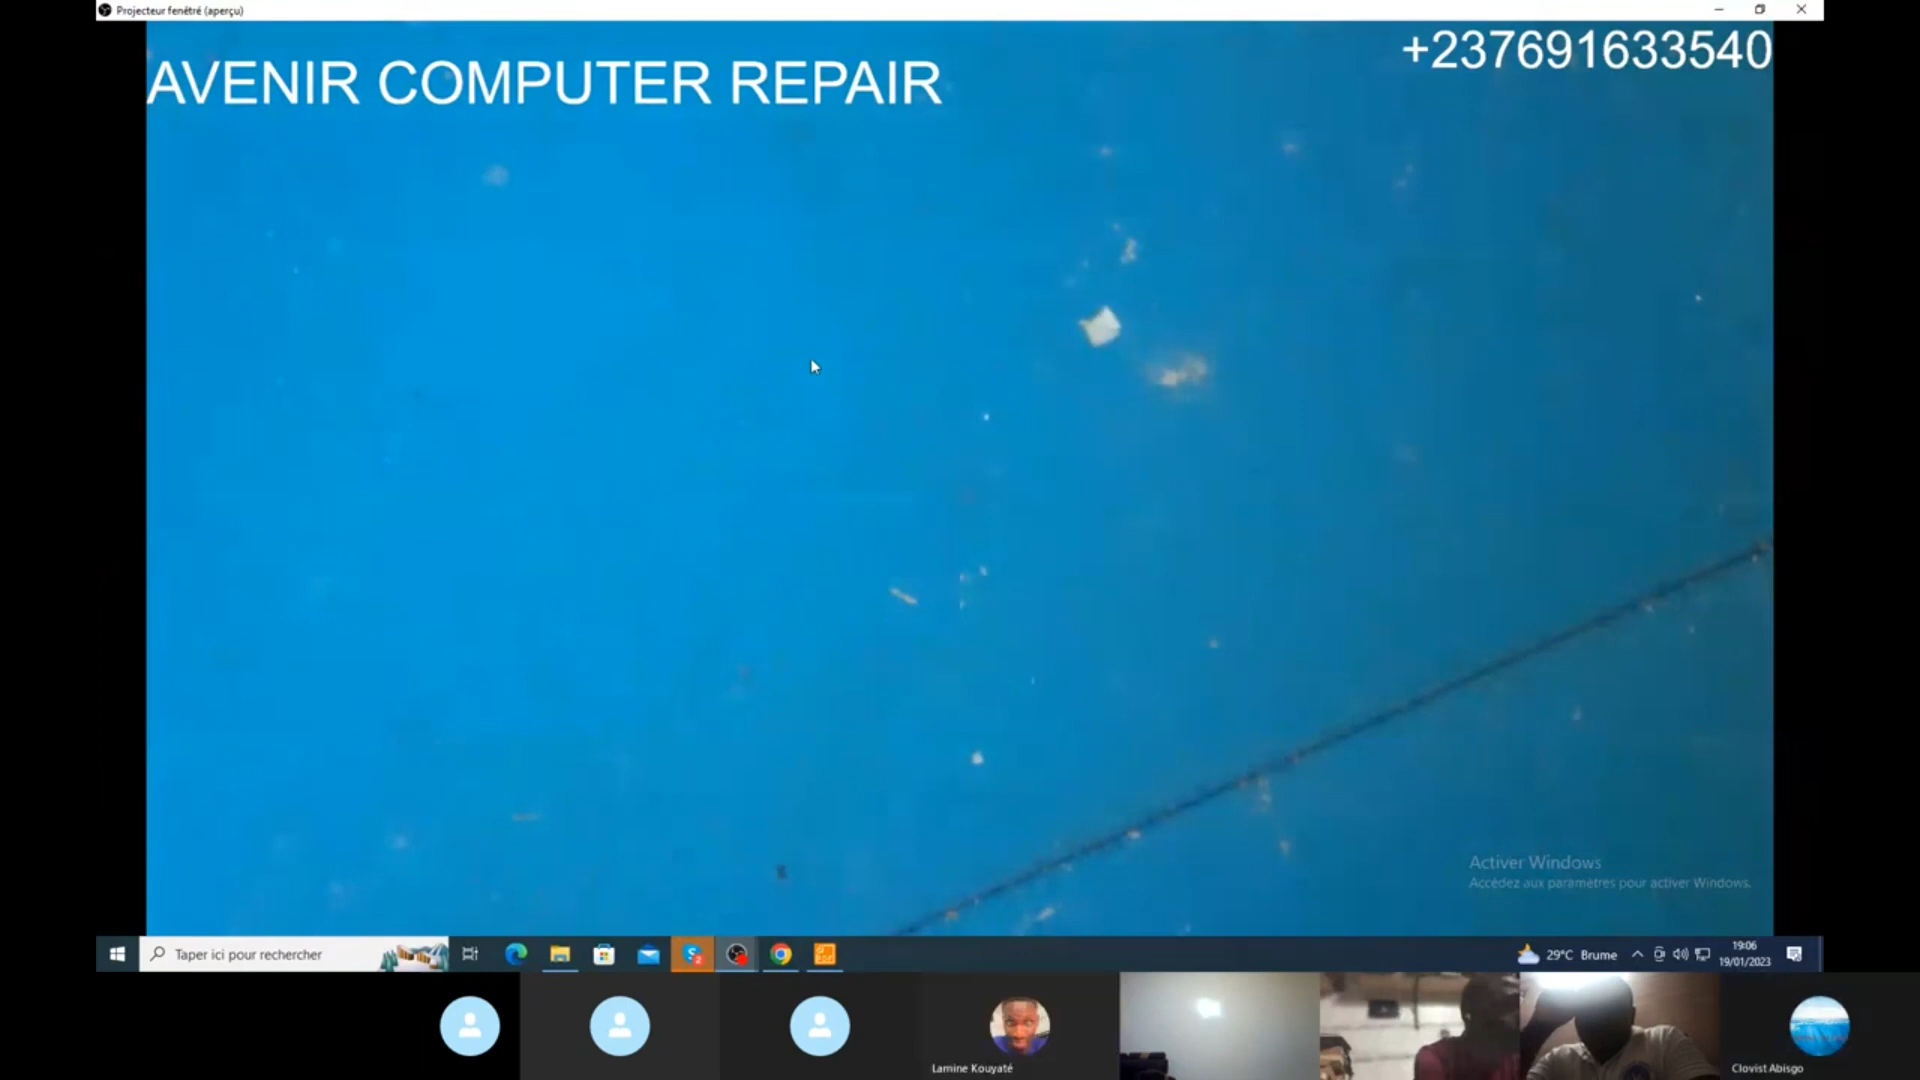 Projecteur fenêtré (aperçu)
+237691633540
AVENIR COMPUTER REPAIR
Activer Windows
Accédez aux paramètres pour activer Windows.
Taper ici pour rechercher
29°C Brume
19:06
19/01/2023
Lamine Kouyaté
Clovist Abisgo